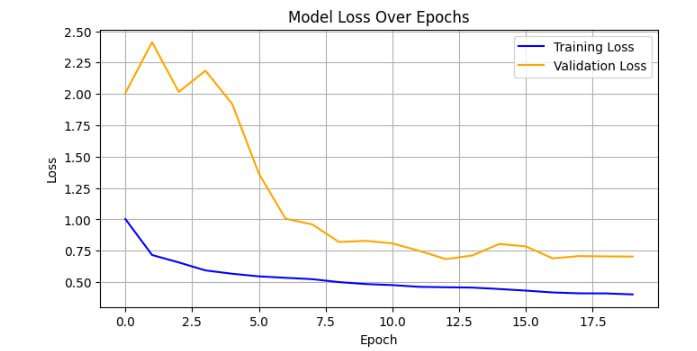 Model Loss Over Epochs
Training Loss
Validation Loss
Loss
2.50
2.25
2.00
1.75
1.50
1.25
1.00
0.75
0.50
0.0 2.5 5.0 7.5 10.0 12.5 15.0 17.5
Epoch